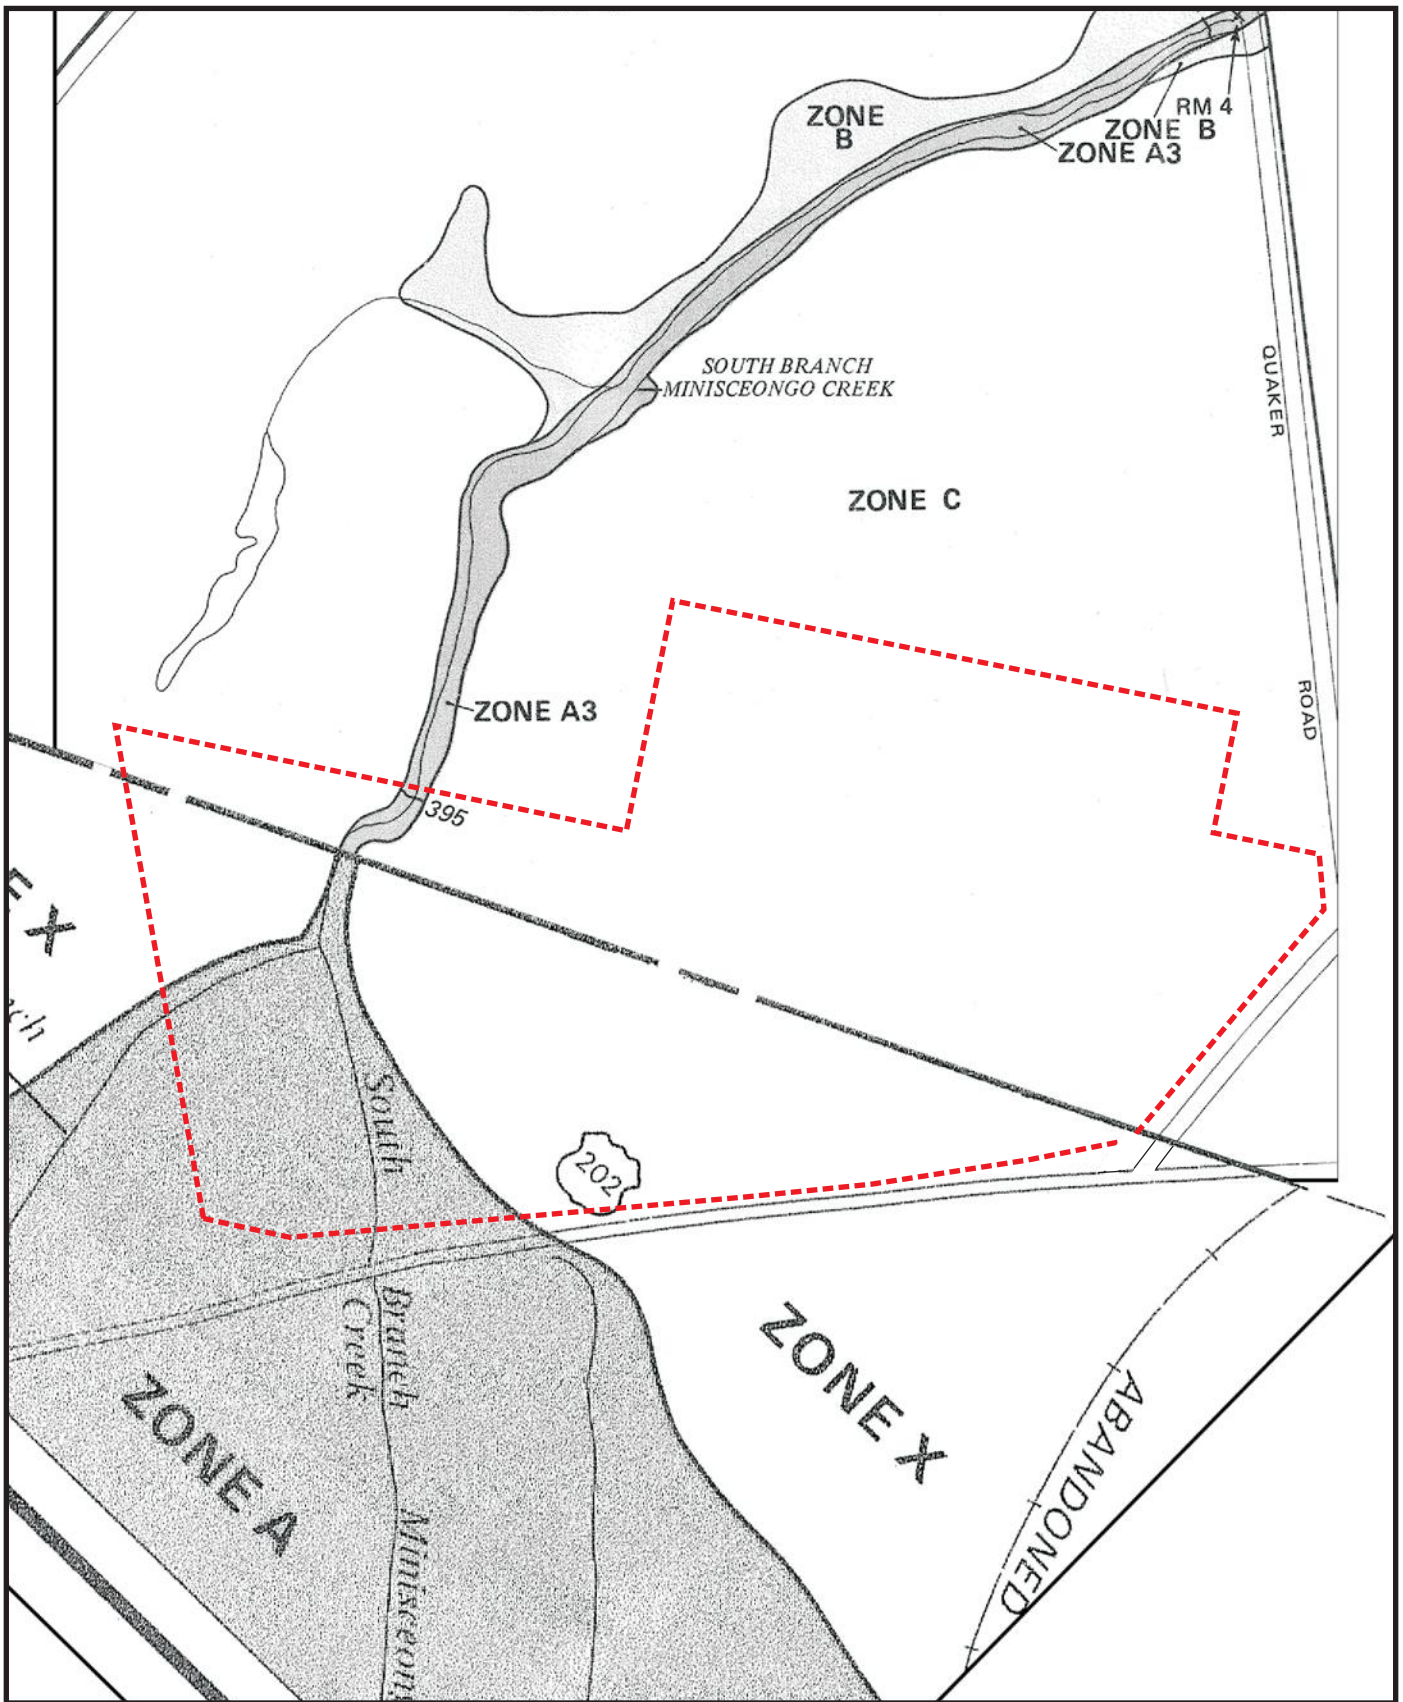 ZONE
B
RM 4
ZONE B
ZONE A3
SOUTH BRANCH
MINISCEONGO CREEK
QUAKER
ZONE C
ROAD
ZONE A3
395
E X
ch
South
202
Branch
Creek
ZONE X
ZONE A
ABANDONED
Minisceon